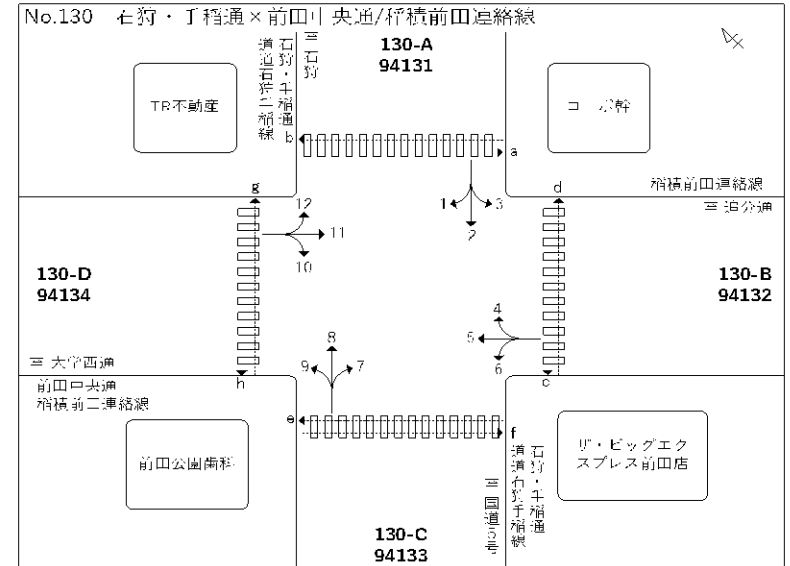 No.130 石狩・手稲通×前田中央通/稲積前田連絡線
130-A
94131
至 石狩
石狩・手稲通
道道石狩手稲線
TR不動産
コーポ幹
b
a
g
d
稲積前田連絡線
至 追分通
12
11
10
1
2
3
130-D
94134
130-B
94132
4
5
6
8
9
7
至 大学西通
h
c
前田中央通
稲積前田連絡線
e
f
前田公園歯科
ザ・ビッグエク
スプレス前田店
石狩・手稲通
道道石狩手稲線
至 国道5号
130-C
94133